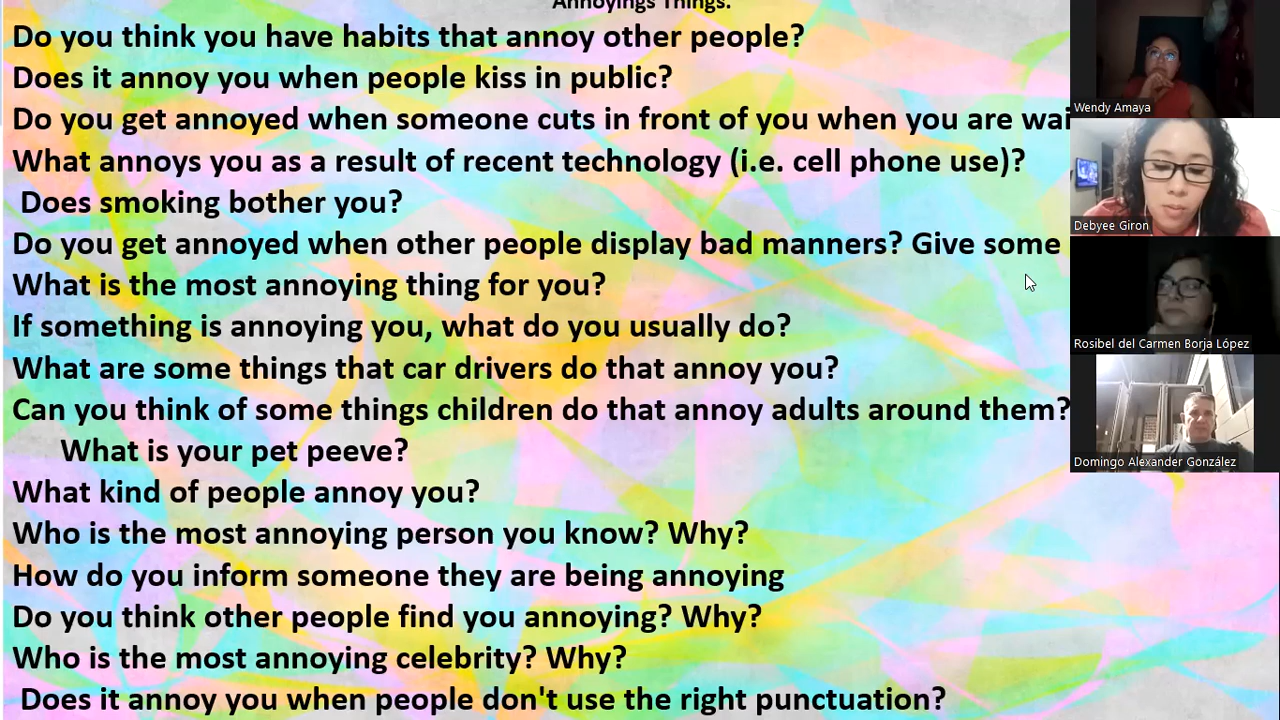 Annoyings Things.
Do you think you have habits that annoy other people?
Does it annoy you when people kiss in public?
Do you get annoyed when someone cuts in front of you when you are wai
What annoys you as a result of recent technology (i.e. cell phone use)?
Does smoking bother you?
Do you get annoyed when other people display bad manners? Give some
What is the most annoying thing for you?
If something is annoying you, what do you usually do?
What are some things that car drivers do that annoy you?
Can you think of some things children do that annoy adults around them?
What is your pet peeve?
What kind of people annoy you?
Who is the most annoying person you know? Why?
How do you inform someone they are being annoying
Do you think other people find you annoying? Why?
Who is the most annoying celebrity? Why?
Does it annoy you when people don't use the right punctuation?
Wendy Amaya
Debyee Giron
Rosibel del Carmen Borja López
Domingo Alexander González